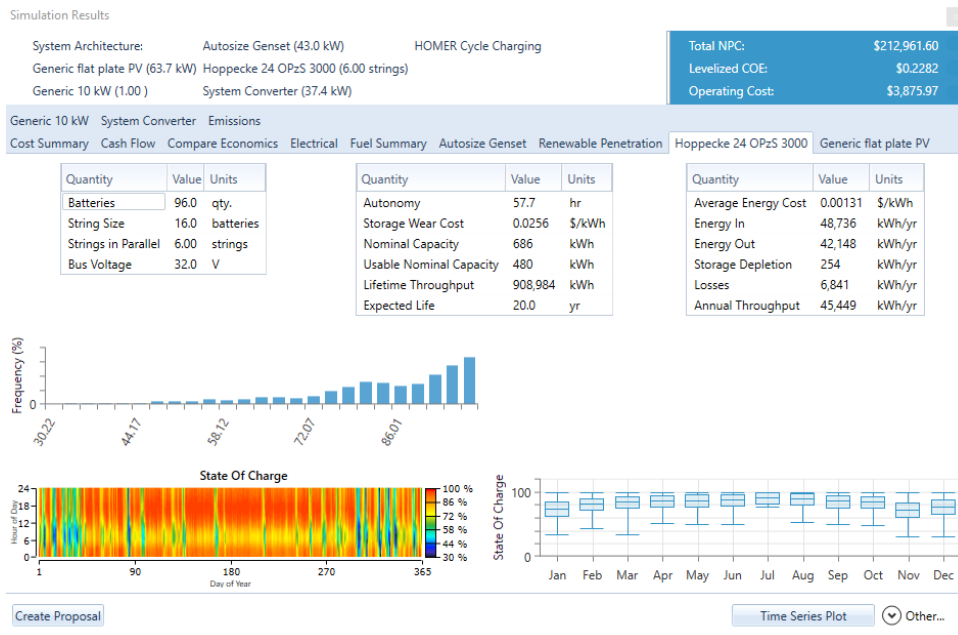 Simulation Results
System Architecture: Autosize Genset (43.0 kW) HOMER Cycle Charging
Generic flat plate PV (63.7 kW) Hoppecke 24 OPzS 3000 (6.00 strings)
Generic 10 kW (1.00 ) System Converter (37.4 kW)
Total NPC: $212,961.60
Levelized COE: $0.2282
Operating Cost: $3,875.97
Generic 10 kW System Converter Emissions
Cost Summary Cash Flow Compare Economics Electrical Fuel Summary Autosize Genset Renewable Penetration Hoppecke 24 OPzS 3000 Generic flat plate PV
Quantity Value Units
Batteries 96.0 qty.
String Size 16.0 batteries
Strings in Parallel 6.00 strings
Bus Voltage 32.0 V
Quantity Value Units
Autonomy 57.7 hr
Storage Wear Cost 0.0256 $/kWh
Nominal Capacity 686 kWh
Usable Nominal Capacity 480 kWh
Lifetime Throughput 908,984 kWh
Expected Life 20.0 yr
Quantity Value Units
Average Energy Cost 0.00131 $/kWh
Energy In 48,736 kWh/yr
Energy Out 42,148 kWh/yr
Storage Depletion 254 kWh/yr
Losses 6,841 kWh/yr
Annual Throughput 45,449 kWh/yr
Frequency (%)
0
30.22 44.17 58.12 72.07 86.01
State Of Charge
Hour of Day
24
18
12
6
0
1 90 180 270 365
Day of Year
100 %
86 %
72 %
58 %
44 %
30 %
State Of Charge
100
0
Jan Feb Mar Apr May Jun Jul Aug Sep Oct Nov Dec
Create Proposal
Time Series Plot
Other...